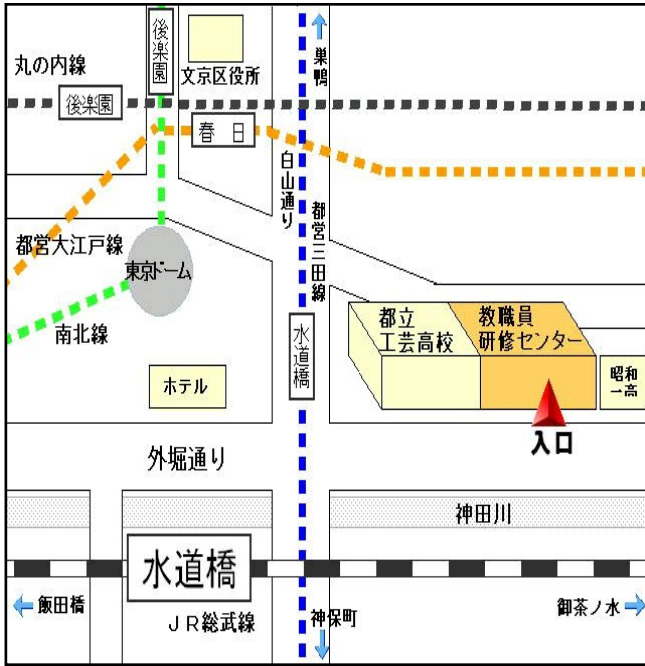 後楽園
文京区役所
巣鴨
丸の内線
後楽園
春日
白山通り
都営三田線
都営大江戸線
東京ドーム
南北線
水道橋
都立
工芸高校
教職員
研修センター
昭和
一高
ホテル
入口
外堀通り
神田川
水道橋
飯田橋
JR総武線
神保町
御茶ノ水